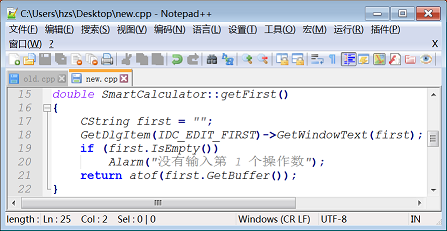 C:\Users\hzs\Desktop\new.cpp - Notepad++
文件(F) 编辑(E) 搜索(S) 视图(V) 编码(N) 语言(L) 设置(T) 工具(O) 宏(M) 运行(R) 插件(P)
窗口(W) ? X
old.cpp new.cpp
15 double SmartCalculator::getFirst()
16 {
17 CString first = "";
18 GetDlgItem(IDC_EDIT_FIRST)->GetWindowText(first);
19 if (first.IsEmpty())
20 Alarm("没有输入第 1 个操作数");
21 return atof(first.GetBuffer());
22 }
length : Ln : 25 Col : 2 Sel : 0 | 0 Windows (CR LF) UTF-8 IN